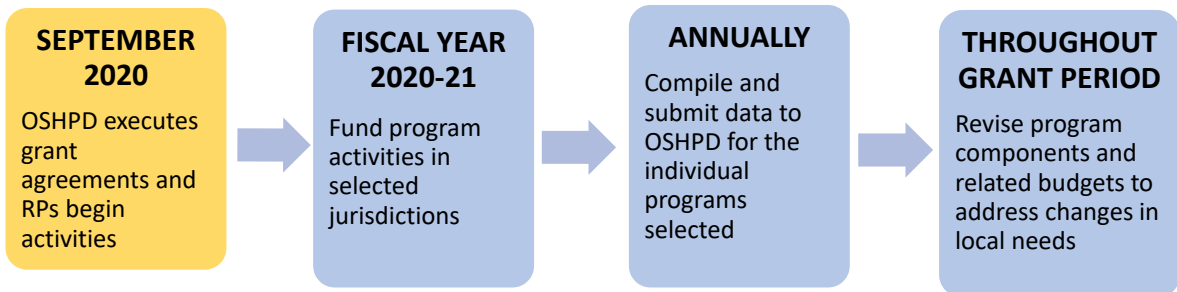 SEPTEMBER
2020
OSHPD executes
grant
agreements and
RPs begin
activities
FISCAL YEAR
2020-21
Fund program
activities in
selected
jurisdictions
ANNUALLY
Compile and
submit data to
OSHPD for the
individual
programs
selected
THROUGHOUT
GRANT PERIOD
Revise program
components and
related budgets to
address changes in
local needs